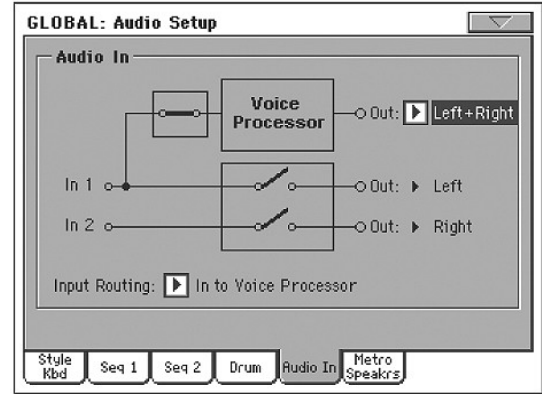 GLOBAL: Audio Setup
Audio In
Voice
Processor
Out: Left+Right
In 1
Out: Left
In 2
Out: Right
Input Routing: In to Voice Processor
Style
Kbd
Seq 1
Seq 2
Drum
Audio In
Metro
Speakrs